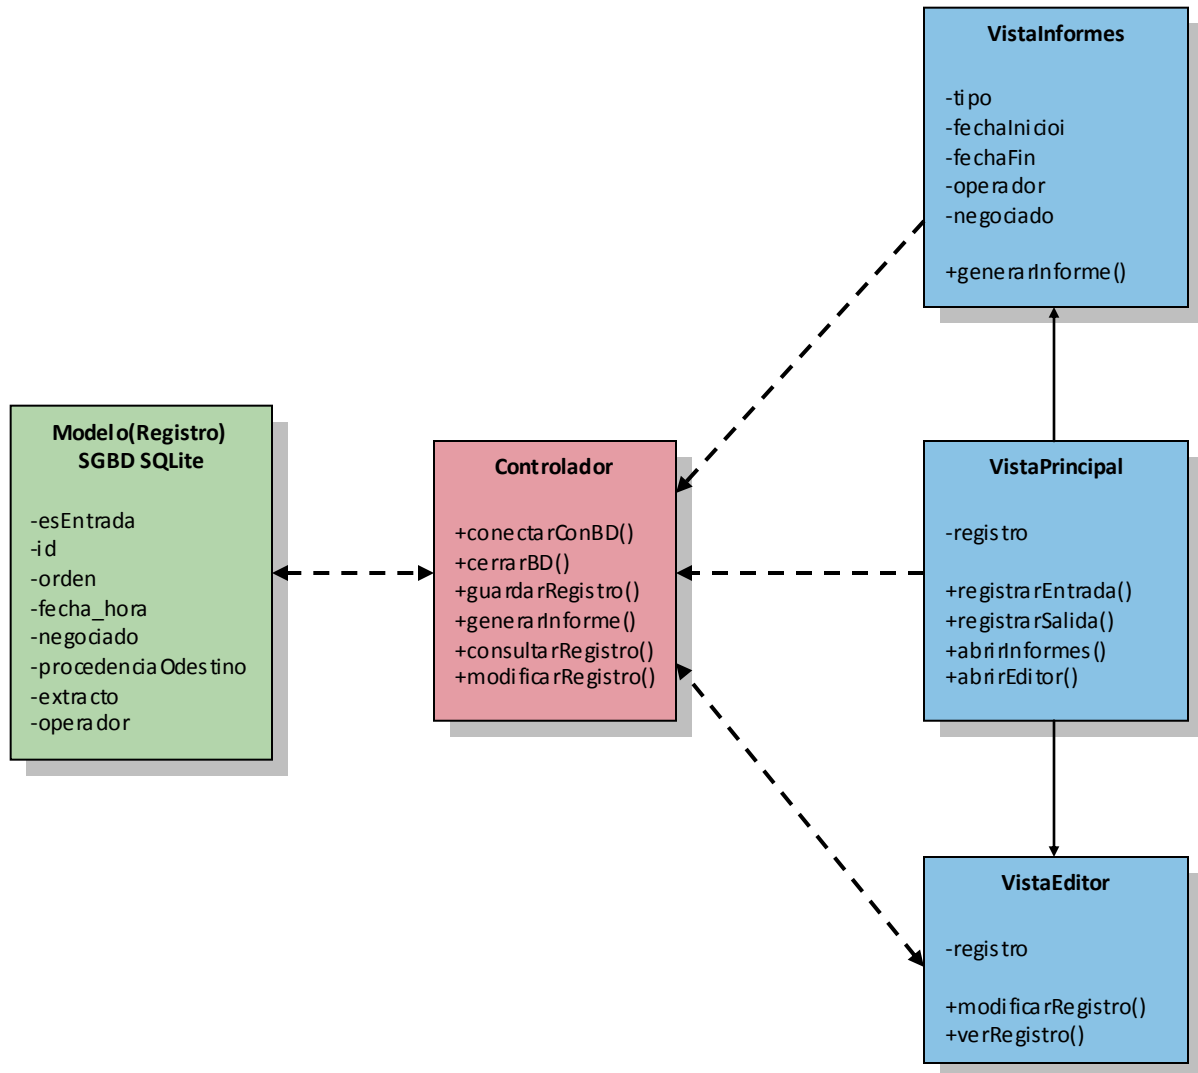 VistaInformes
-tipo
-fechaInicioi
-fechaFin
-operador
-negociado
+generarInforme()
Modelo(Registro)
SGBD SQLite
-esEntrada
-id
-orden
-fecha_hora
-negociado
-procedenciaOdestino
-extracto
-operador
Controlador
+conectarConBD()
+cerrarBD()
+guardarRegistro()
+generarInforme()
+consultarRegistro()
+modificarRegistro()
VistaPrincipal
-registro
+registrarEntrada()
+registrarSalida()
+abrirInformes()
+abrirEditor()
VistaEditor
-registro
+modificarRegistro()
+verRegistro()